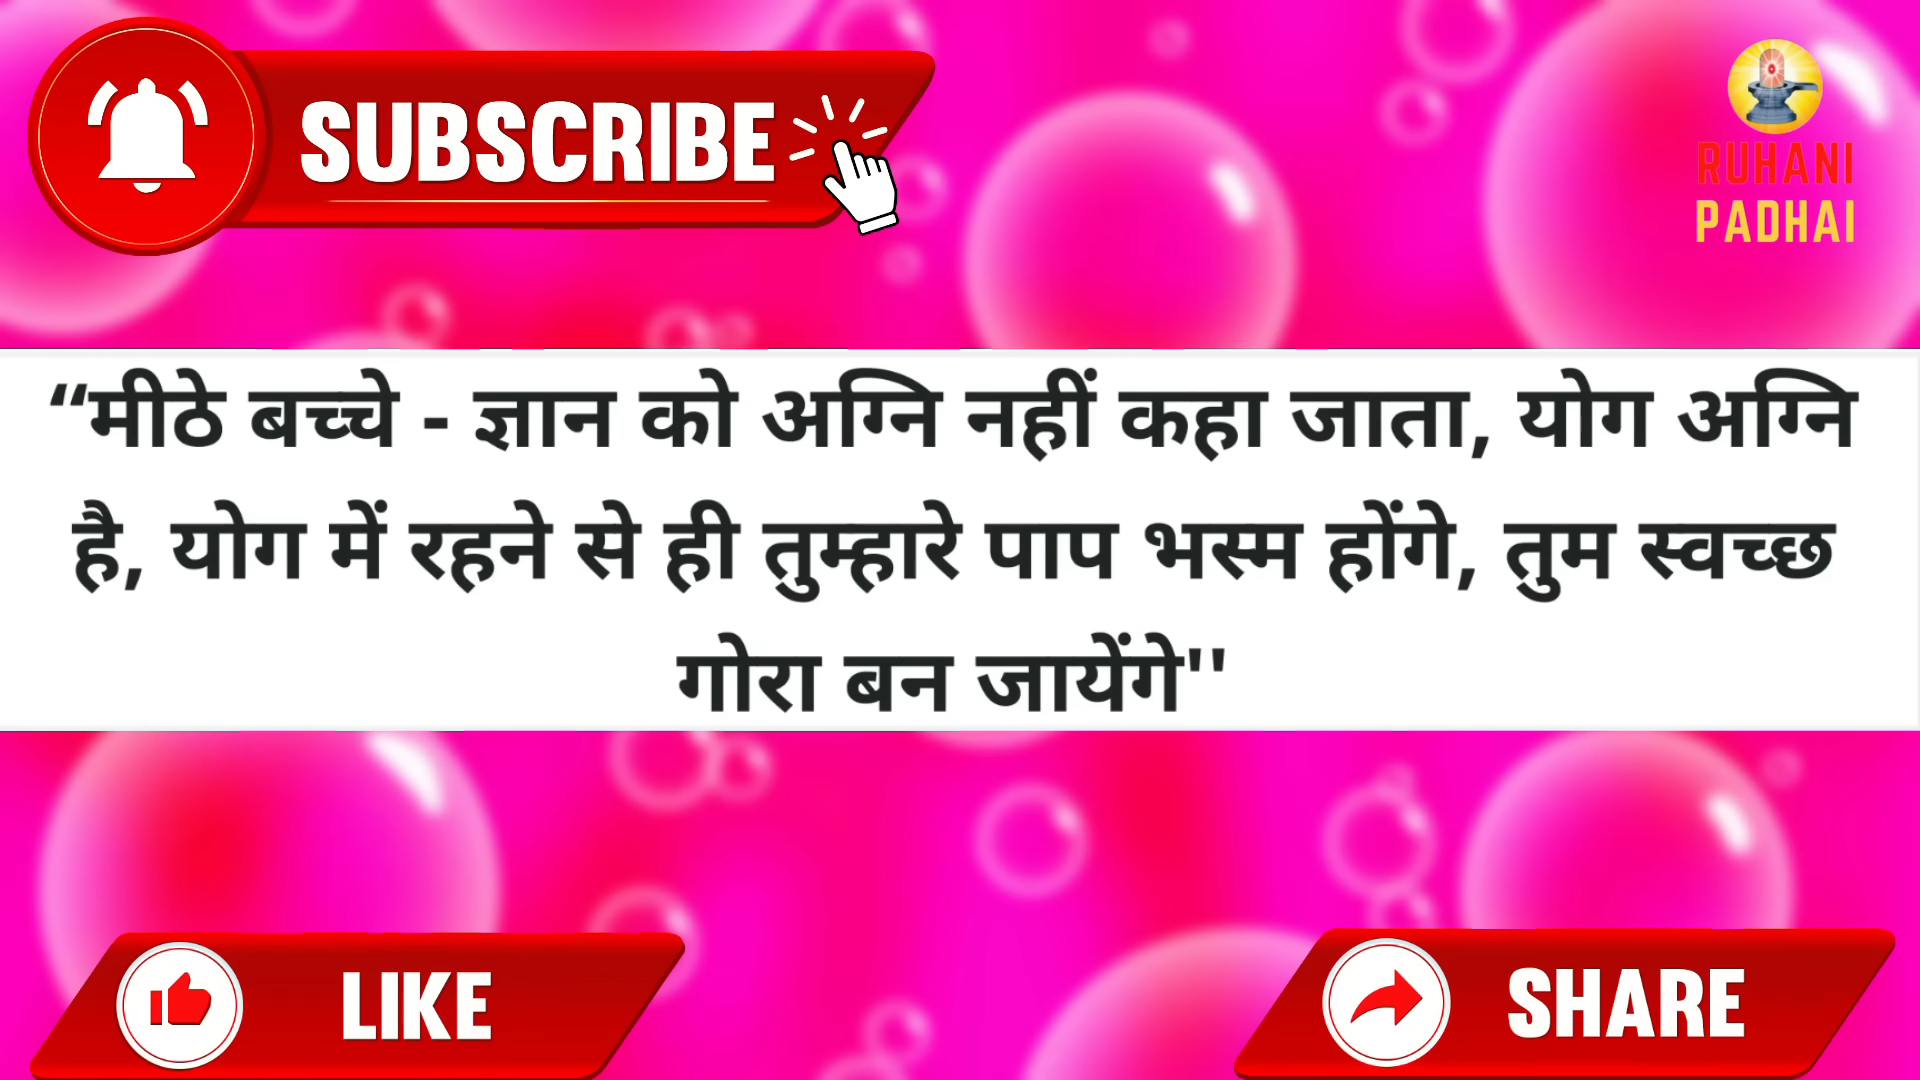 SUBSCRIBE
RUHANI
PADHAI
“मीठे बच्चे - ज्ञान को अग्नि नहीं कहा जाता, योग अग्नि
है, योग में रहने से ही तुम्हारे पाप भस्म होंगे, तुम स्वच्छ
गोरा बन जायेंगे''
LIKE
SHARE